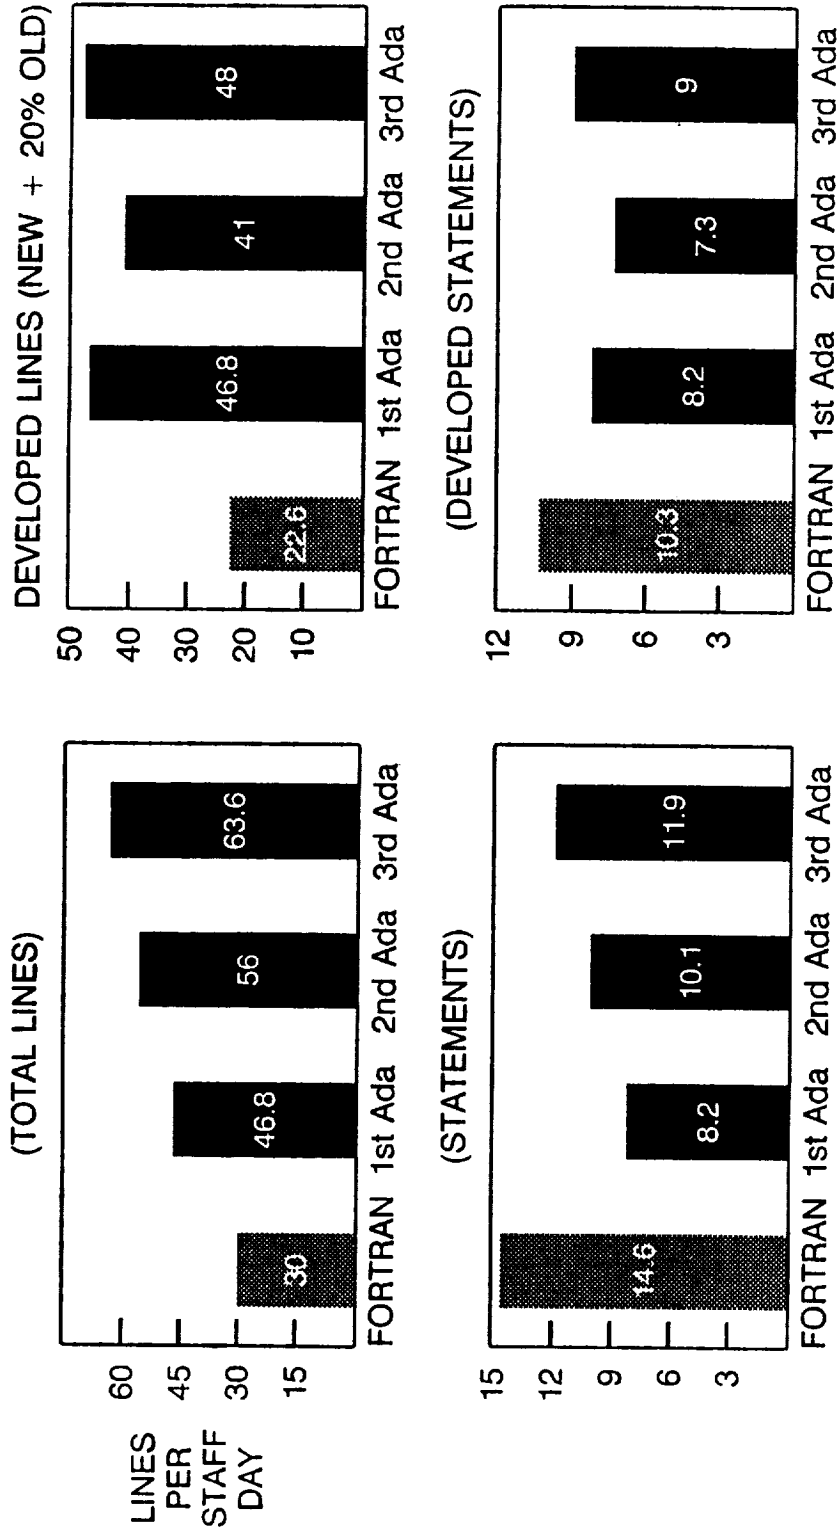 (TOTAL LINES)
LINES
PER
STAFF
DAY
60
45
30
15
30
46.8
56
63.6
FORTRAN 1st Ada 2nd Ada 3rd Ada
DEVELOPED LINES (NEW + 20% OLD)
50
40
30
20
10
22.6
46.8
41
48
FORTRAN 1st Ada 2nd Ada 3rd Ada
(STATEMENTS)
15
12
9
6
3
14.6
8.2
10.1
11.9
FORTRAN 1st Ada 2nd Ada 3rd Ada
(DEVELOPED STATEMENTS)
12
9
6
3
10.3
8.2
7.3
9
FORTRAN 1st Ada 2nd Ada 3rd Ada